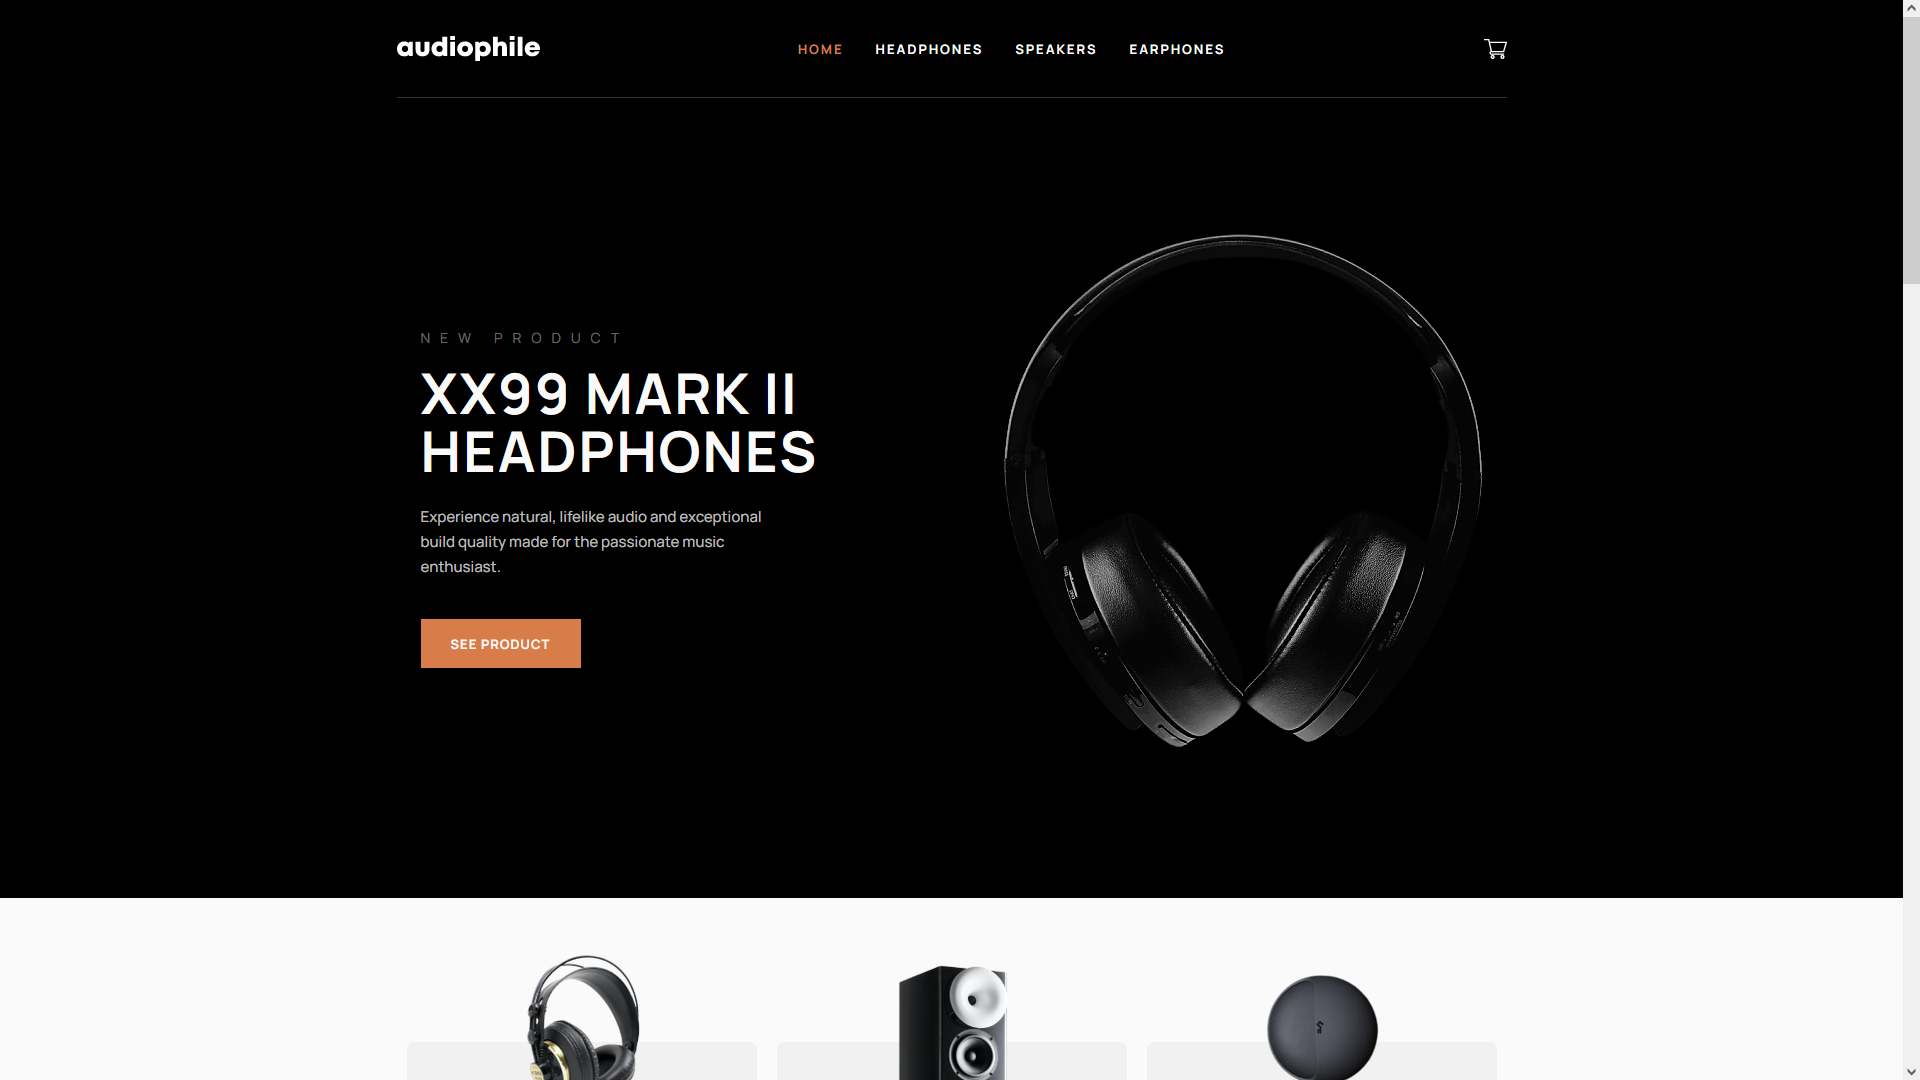 audiophile
HOME HEADPHONES SPEAKERS EARPHONES
NEW PRODUCT
XX99 MARK II
HEADPHONES
Experience natural, lifelike audio and exceptional
build quality made for the passionate music
enthusiast.
SEE PRODUCT